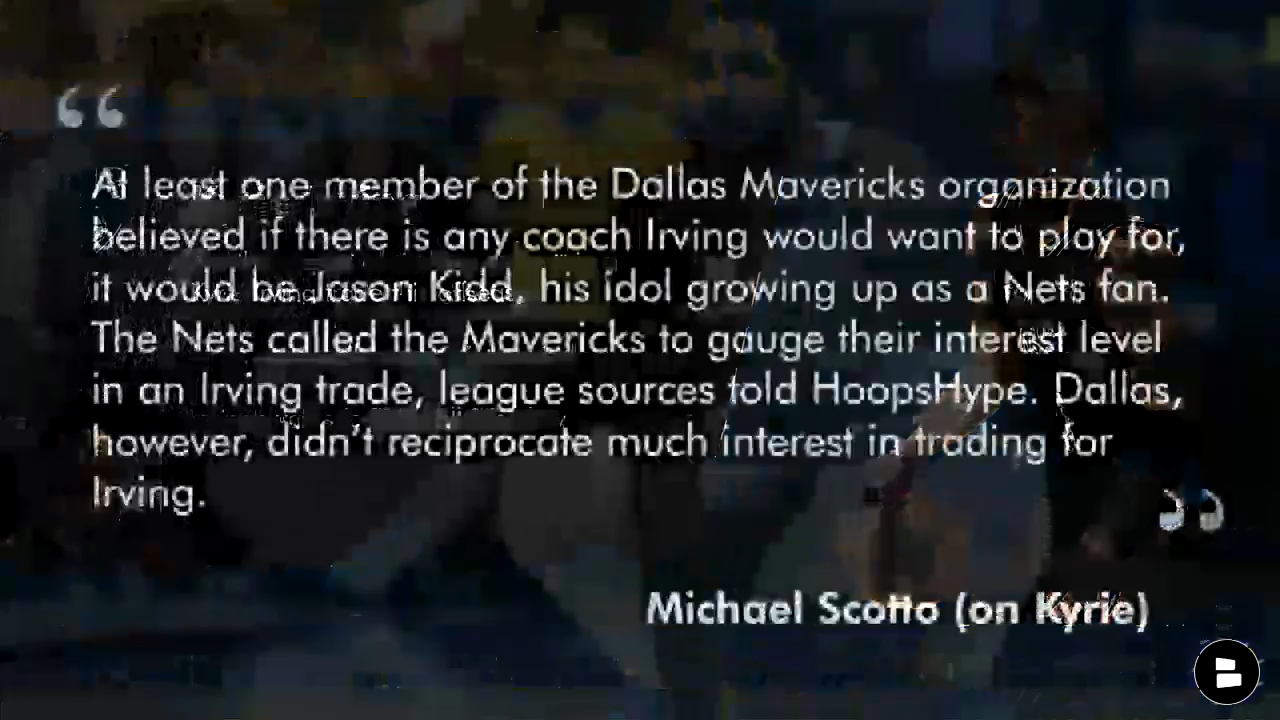 “
At least one member of the Dallas Mavericks organization
believed if there is any coach Irving would want to play for,
it would be Jason Kidd, his idol growing up as a Nets fan.
The Nets called the Mavericks to gauge their interest level
in an Irving trade, league sources told HoopsHype. Dallas,
however, didn’t reciprocate much interest in trading for
Irving.
”
Michael Scotto (on Kyrie)